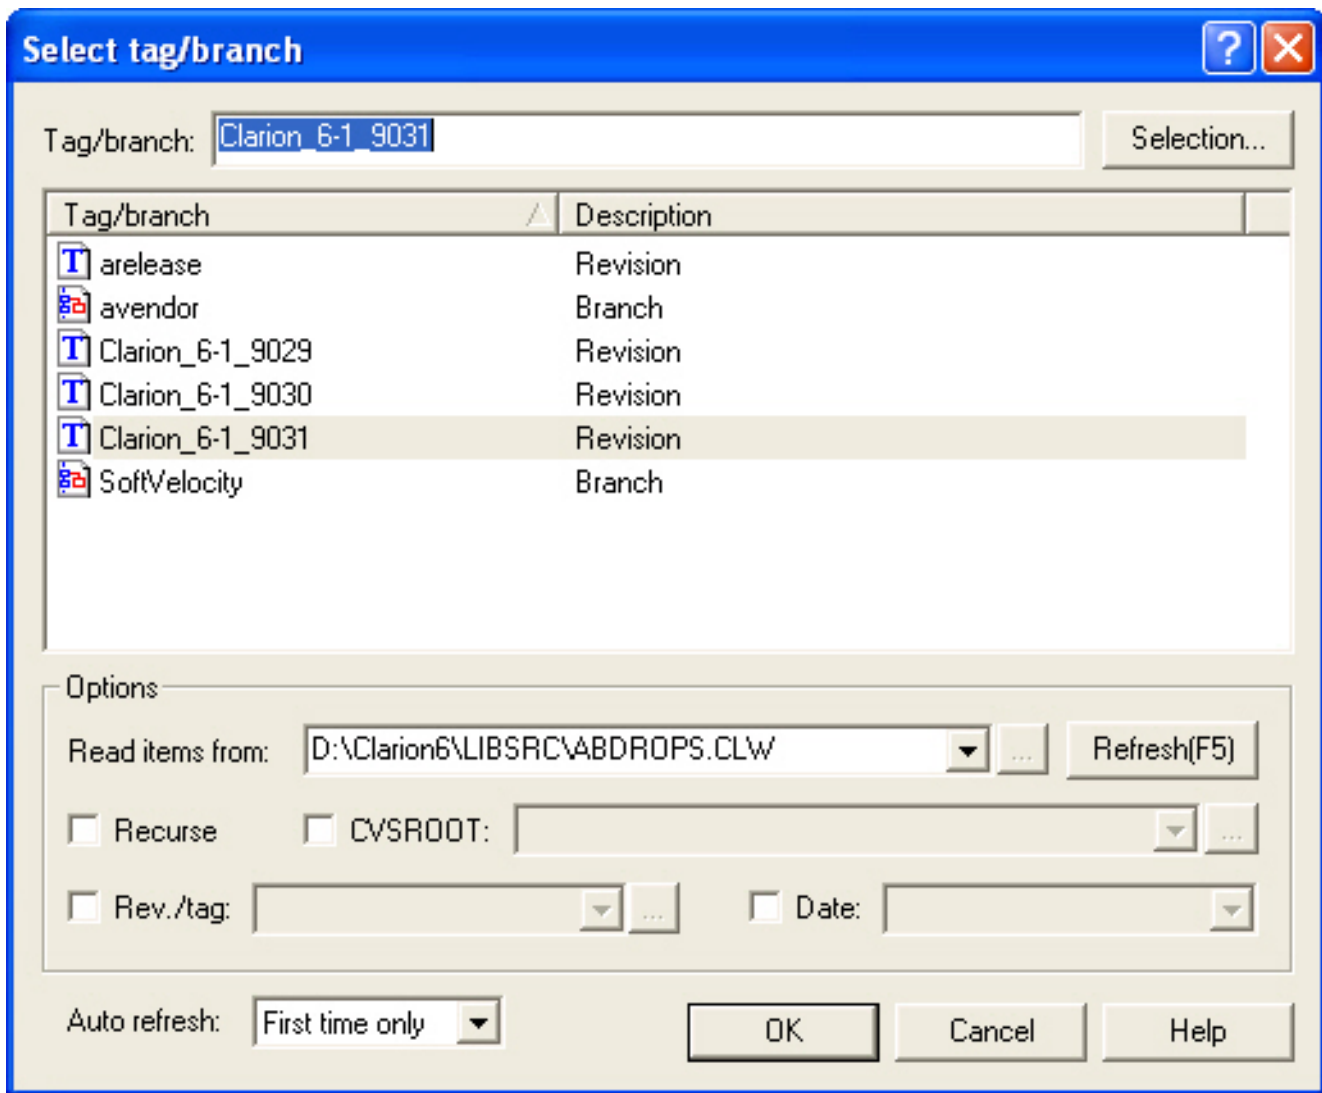 Select tag/branch
Tag/branch: Clarion_6-1_9031 Selection...
Tag/branch Description
arelease Revision
avendor Branch
Clarion_6-1_9029 Revision
Clarion_6-1_9030 Revision
Clarion_6-1_9031 Revision
SoftVelocity Branch
Options
Read items from: D:\Clarion6\LIBSRC\ABDROPS.CLW ... Refresh(F5)
Recurse CVSROOT: ...
Rev./tag: ... Date:
Auto refresh: First time only OK Cancel Help